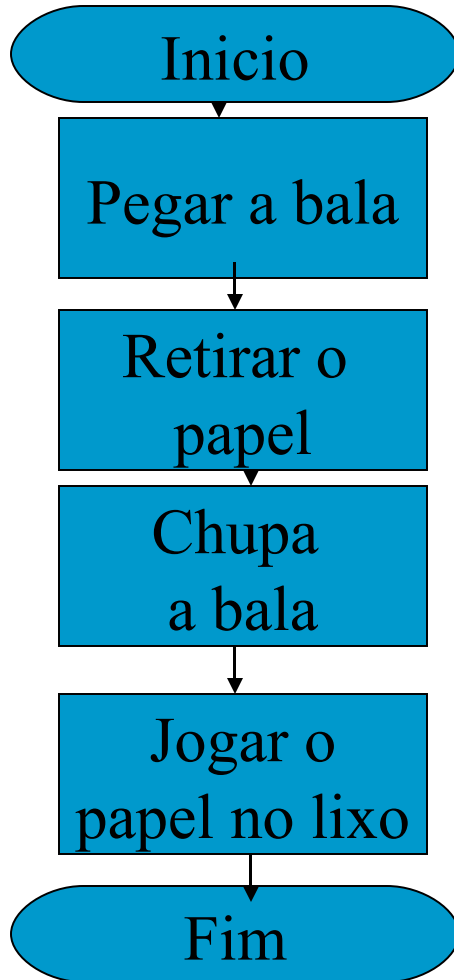 Inicio
Pegar a bala
Retirar o
papel
Chupa
a bala
Jogar o
papel no lixo
Fim